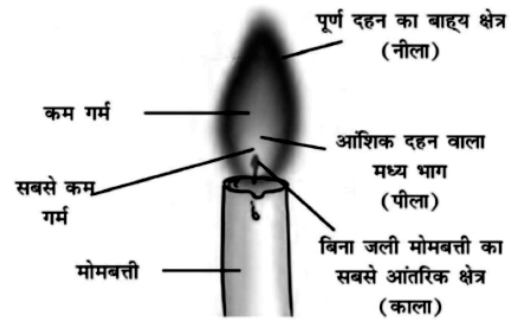 पूर्ण दहन का बाह्य क्षेत्र
(नीला)
कम गर्म
आंशिक दहन वाला
मध्य भाग
(पीला)
सबसे कम
गर्म
बिना जली मोमबत्ती का
सबसे आंतरिक क्षेत्र
(काला)
मोमबत्ती